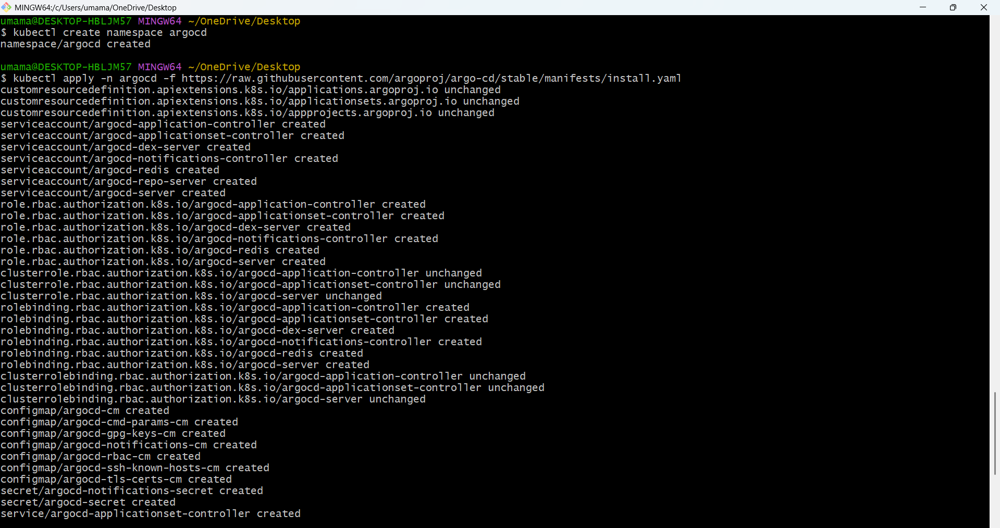 MINGW64:/c/Users/umama/OneDrive/Desktop
umama@DESKTOP-HBLJM57 MINGW64 ~/OneDrive/Desktop
$ kubectl create namespace argocd
namespace/argocd created
umama@DESKTOP-HBLJM57 MINGW64 ~/OneDrive/Desktop
$ kubectl apply -n argocd -f https://raw.githubusercontent.com/argoproj/argo-cd/stable/manifests/install.yaml
customresourcedefinition.apiextensions.k8s.io/applications.argoproj.io unchanged
customresourcedefinition.apiextensions.k8s.io/applicationsets.argoproj.io unchanged
customresourcedefinition.apiextensions.k8s.io/appprojects.argoproj.io unchanged
serviceaccount/argocd-application-controller created
serviceaccount/argocd-applicationset-controller created
serviceaccount/argocd-dex-server created
serviceaccount/argocd-notifications-controller created
serviceaccount/argocd-redis created
serviceaccount/argocd-repo-server created
serviceaccount/argocd-server created
role.rbac.authorization.k8s.io/argocd-application-controller created
role.rbac.authorization.k8s.io/argocd-applicationset-controller created
role.rbac.authorization.k8s.io/argocd-dex-server created
role.rbac.authorization.k8s.io/argocd-notifications-controller created
role.rbac.authorization.k8s.io/argocd-redis created
role.rbac.authorization.k8s.io/argocd-server created
clusterrole.rbac.authorization.k8s.io/argocd-application-controller unchanged
clusterrole.rbac.authorization.k8s.io/argocd-applicationset-controller unchanged
clusterrole.rbac.authorization.k8s.io/argocd-server unchanged
rolebinding.rbac.authorization.k8s.io/argocd-application-controller created
rolebinding.rbac.authorization.k8s.io/argocd-applicationset-controller created
rolebinding.rbac.authorization.k8s.io/argocd-dex-server created
rolebinding.rbac.authorization.k8s.io/argocd-notifications-controller created
rolebinding.rbac.authorization.k8s.io/argocd-redis created
rolebinding.rbac.authorization.k8s.io/argocd-server created
clusterrolebinding.rbac.authorization.k8s.io/argocd-application-controller unchanged
clusterrolebinding.rbac.authorization.k8s.io/argocd-applicationset-controller unchanged
clusterrolebinding.rbac.authorization.k8s.io/argocd-server unchanged
configmap/argocd-cm created
configmap/argocd-cmd-params-cm created
configmap/argocd-gpg-keys-cm created
configmap/argocd-notifications-cm created
configmap/argocd-rbac-cm created
configmap/argocd-ssh-known-hosts-cm created
configmap/argocd-tls-certs-cm created
secret/argocd-notifications-secret created
secret/argocd-secret created
service/argocd-applicationset-controller created